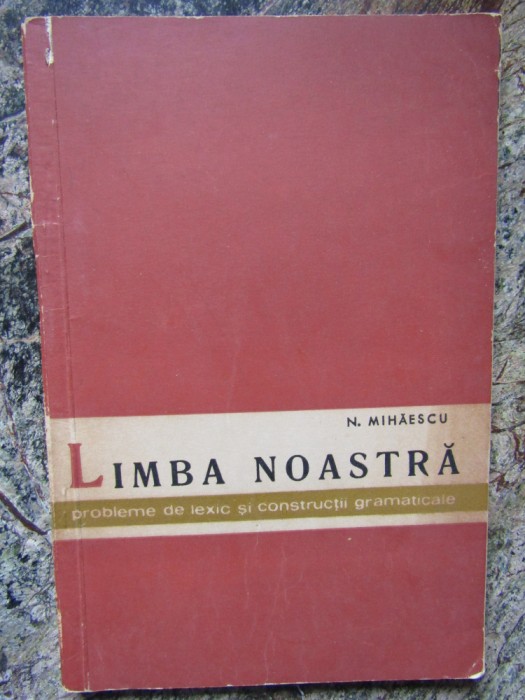 N. MIHĂESCU
LIMBA NOASTRĂ
probleme de lexic și construcții gramaticale